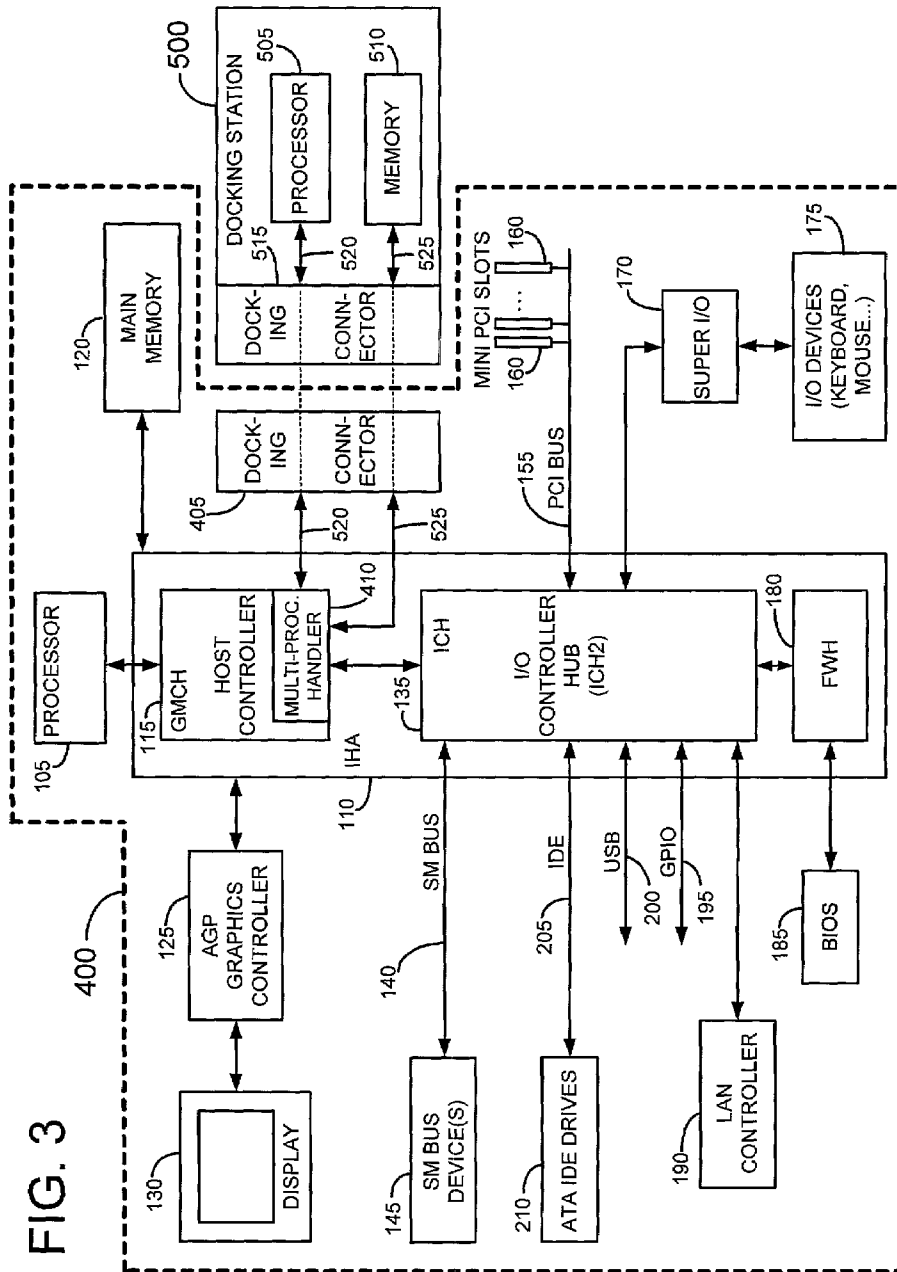 FIG. 3
400
PROCESSOR
105
120
MAIN
MEMORY
DOCKING STATION
500
515
PROCESSOR
505
MEMORY
510
520
525
DOCK-
ING
CONN-
ECTOR
405
DOCK-
ING
CONN-
ECTOR
520
525
130
DISPLAY
125
AGP
GRAPHICS
CONTROLLER
110
IHA
115
GMCH
HOST
CONTROLLER
MULTI-PROC.
HANDLER
410
135
ICH
I/O
CONTROLLER
HUB
(ICH2)
180
FWH
MINI PCI SLOTS
160
160
PCI BUS
155
170
SUPER I/O
175
I/O DEVICES
(KEYBOARD,
MOUSE...)
145
SM BUS
DEVICE(S)
140
SM BUS
210
ATA IDE DRIVES
205
IDE
USB
200
GPIO
195
190
LAN
CONTROLLER
185
BIOS